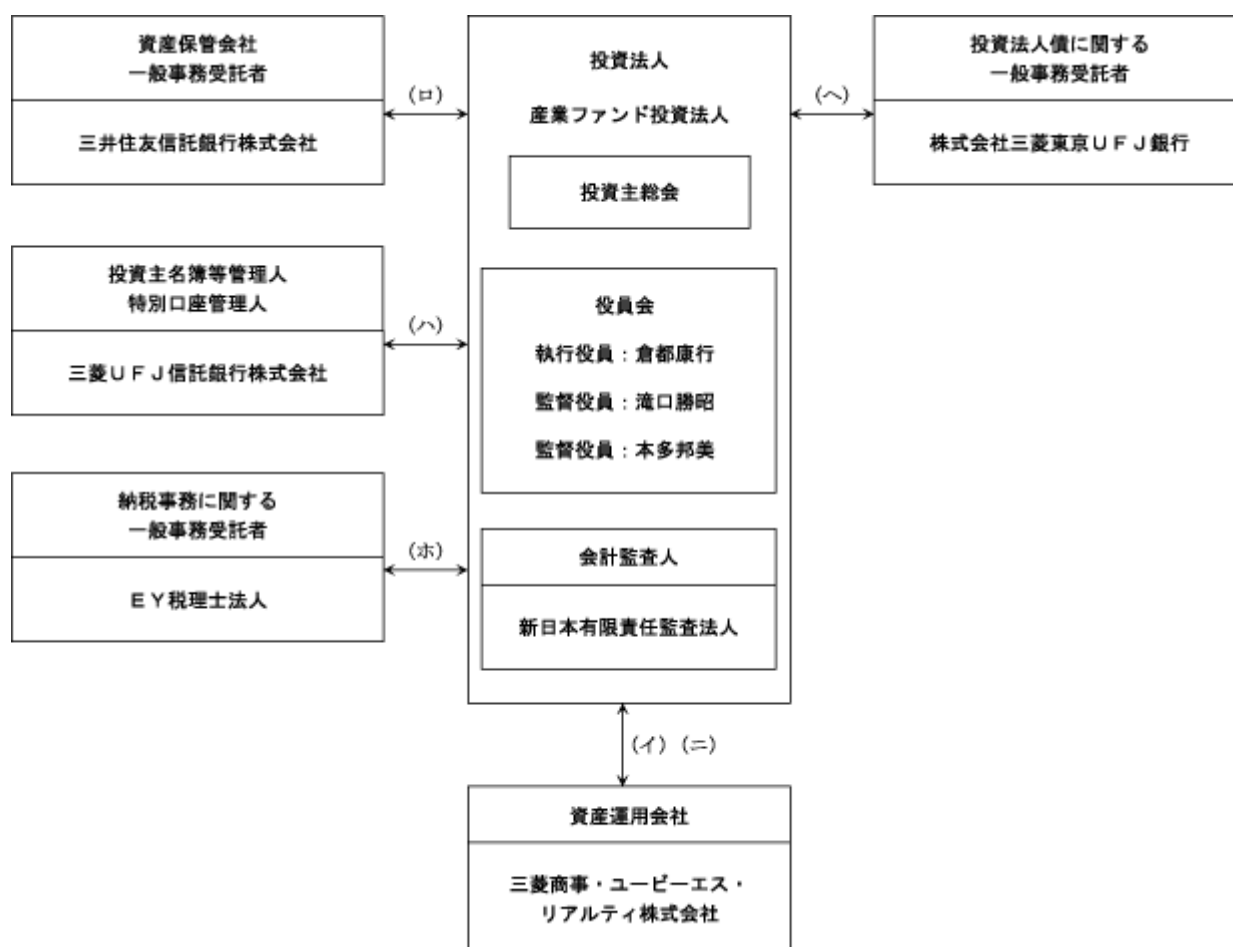 資産保管会社
一般事務受託者
三井住友信託銀行株式会社
(ロ)
投資法人
産業ファンド投資法人
投資主総会
(ヘ)
投資法人債に関する
一般事務受託者
株式会社三菱東京UFJ銀行
投資主名簿等管理人
特別口座管理人
三菱UFJ信託銀行株式会社
(ハ)
役員会
執行役員:倉都康行
監督役員:滝口勝昭
監督役員:本多邦美
納税事務に関する
一般事務受託者
EY税理士法人
(ホ)
会計監査人
新日本有限責任監査法人
(イ) (ニ)
資産運用会社
三菱商事・ユービーエス・
リアルティ株式会社